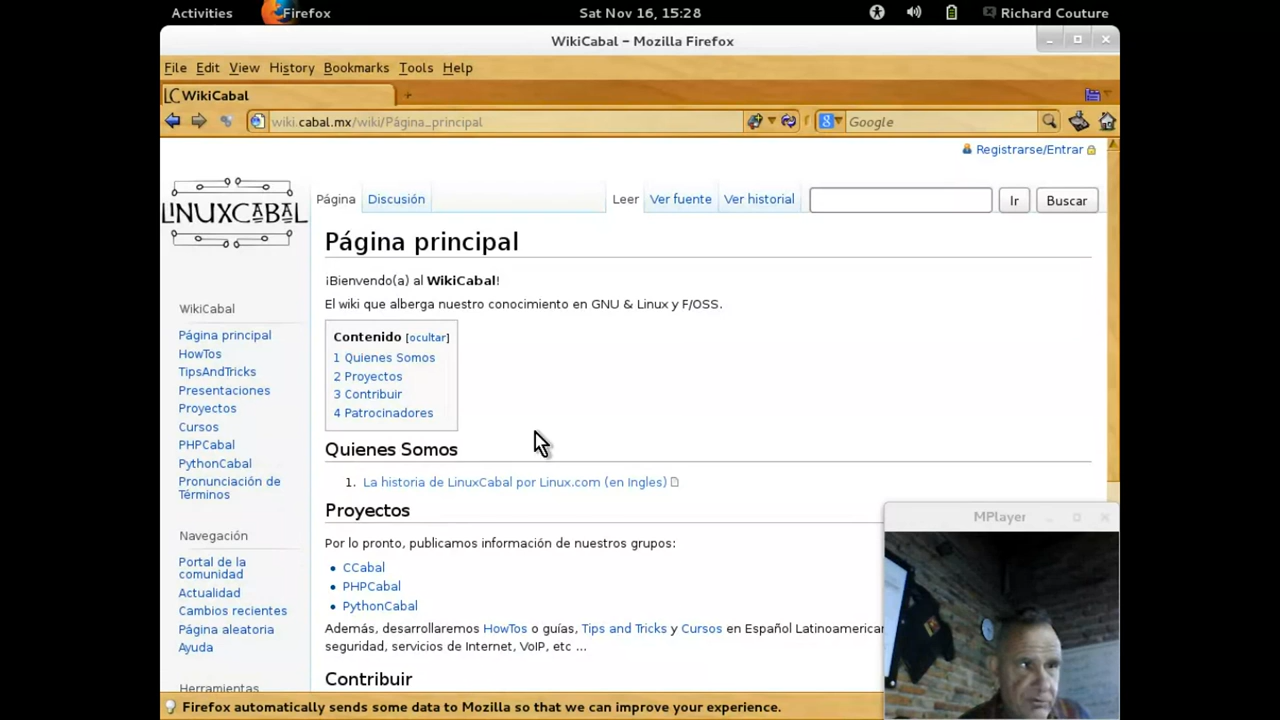 Activities Firefox Sat Nov 16, 15:28 Richard Couture
WikiCabal - Mozilla Firefox
File Edit View History Bookmarks Tools Help
LC WikiCabal
wiki.cabal.mx/wiki/Página_principal Google
Registrarse/Entrar
LINUXCABAL
Página Discusión Leer Ver fuente Ver historial Ir Buscar
Página principal
¡Bienvendo(a) al WikiCabal!
El wiki que alberga nuestro conocimiento en GNU & Linux y F/OSS.
Contenido [ocultar]
1 Quienes Somos
2 Proyectos
3 Contribuir
4 Patrocinadores
Quienes Somos
1. La historia de LinuxCabal por Linux.com (en Ingles)
Proyectos
Por lo pronto, publicamos información de nuestros grupos:
• CCabal
• PHPCabal
• PythonCabal
Además, desarrollaremos HowTos o guías, Tips and Tricks y Cursos en Español Latinoamerican
seguridad, servicios de Internet, VoIP, etc ...
Contribuir
WikiCabal
Página principal
HowTos
TipsAndTricks
Presentaciones
Proyectos
Cursos
PHPCabal
PythonCabal
Pronunciación de
Términos
Navegación
Portal de la
comunidad
Actualidad
Cambios recientes
Página aleatoria
Ayuda
Herramientas
MPlayer
Firefox automatically sends some data to Mozilla so that we can improve your experience.